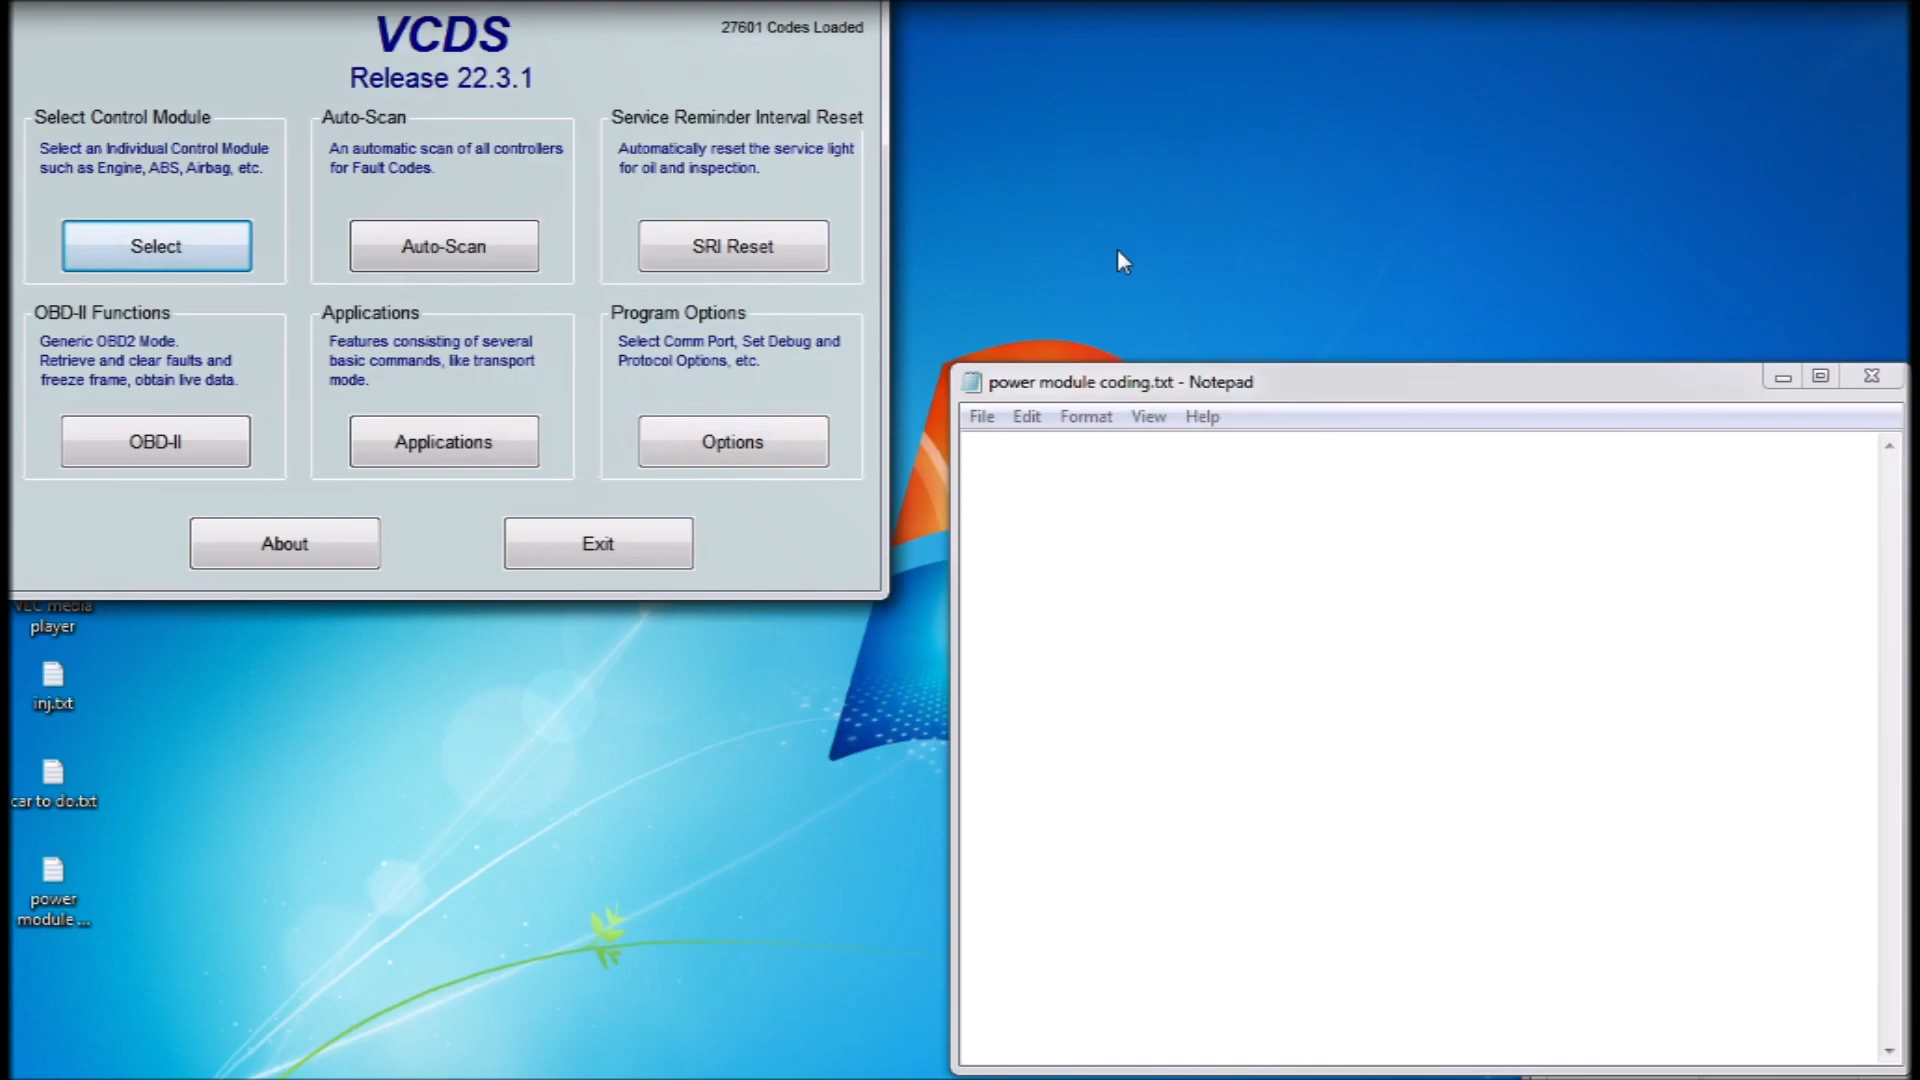 VCDS
Release 22.3.1
27601 Codes Loaded
Select Control Module
Select an Individual Control Module
such as Engine, ABS, Airbag, etc.
Select
Auto-Scan
An automatic scan of all controllers
for Fault Codes.
Auto-Scan
Service Reminder Interval Reset
Automatically reset the service light
for oil and inspection.
SRI Reset
OBD-II Functions
Generic OBD2 Mode.
Retrieve and clear faults and
freeze frame, obtain live data.
OBD-II
Applications
Features consisting of several
basic commands, like transport
mode.
Applications
Program Options
Select Comm Port, Set Debug and
Protocol Options, etc.
Options
About
Exit
VLC media
player
inj.txt
car to do.txt
power
module ...
power module coding.txt - Notepad
File Edit Format View Help